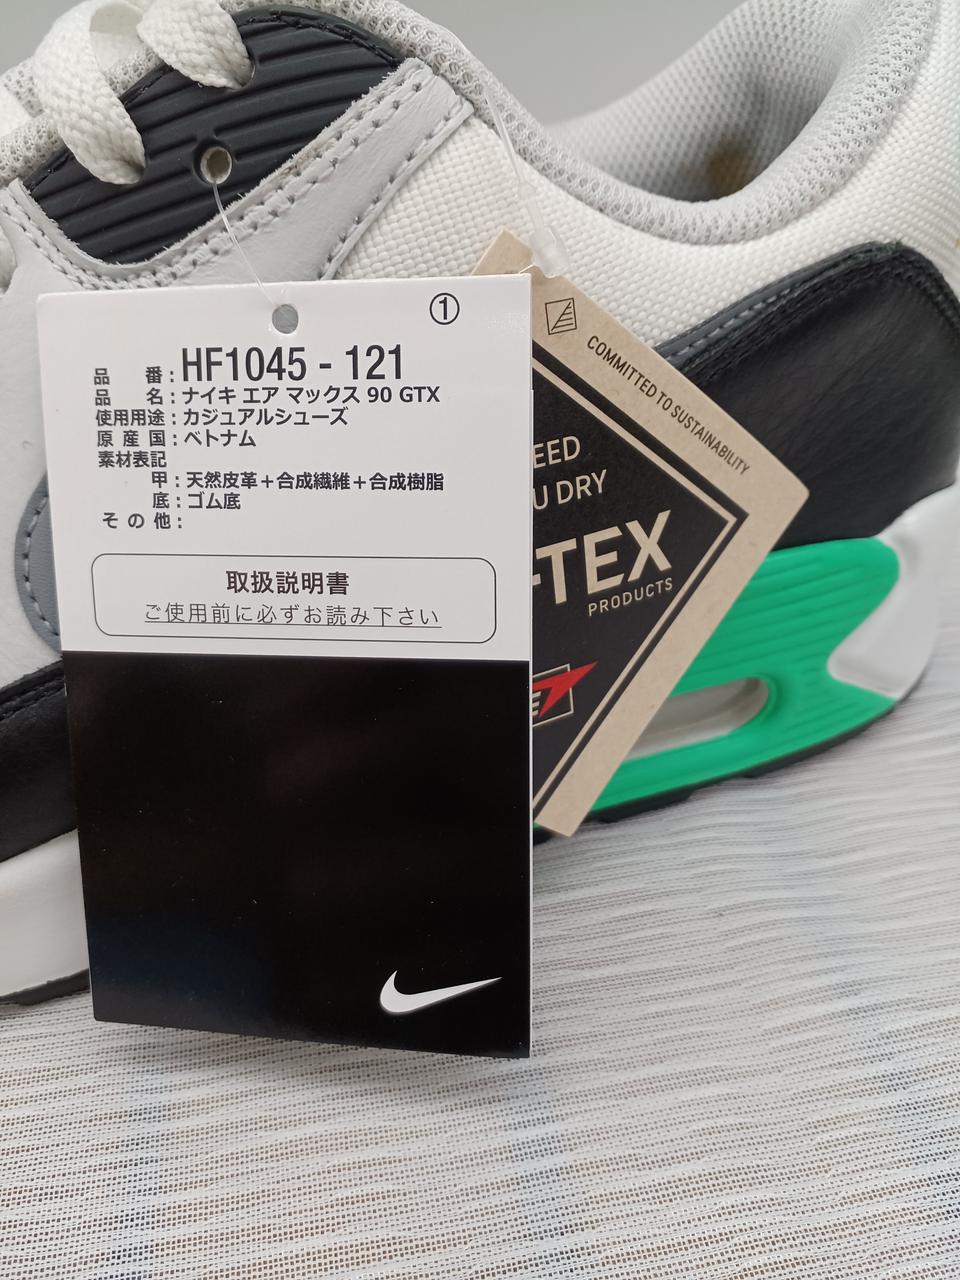 ①
品　番：HF1045 - 121
品　名：ナイキ エア マックス 90 GTX
使用用途：カジュアルシューズ
原 産 国：ベトナム
素材表記
甲：天然皮革＋合成繊維＋合成樹脂
底：ゴム底
そ の 他：
取扱説明書
ご使用前に必ずお読み下さい
COMMITTED TO SUSTAINABILITY
DRY
TEX
PRODUCTS